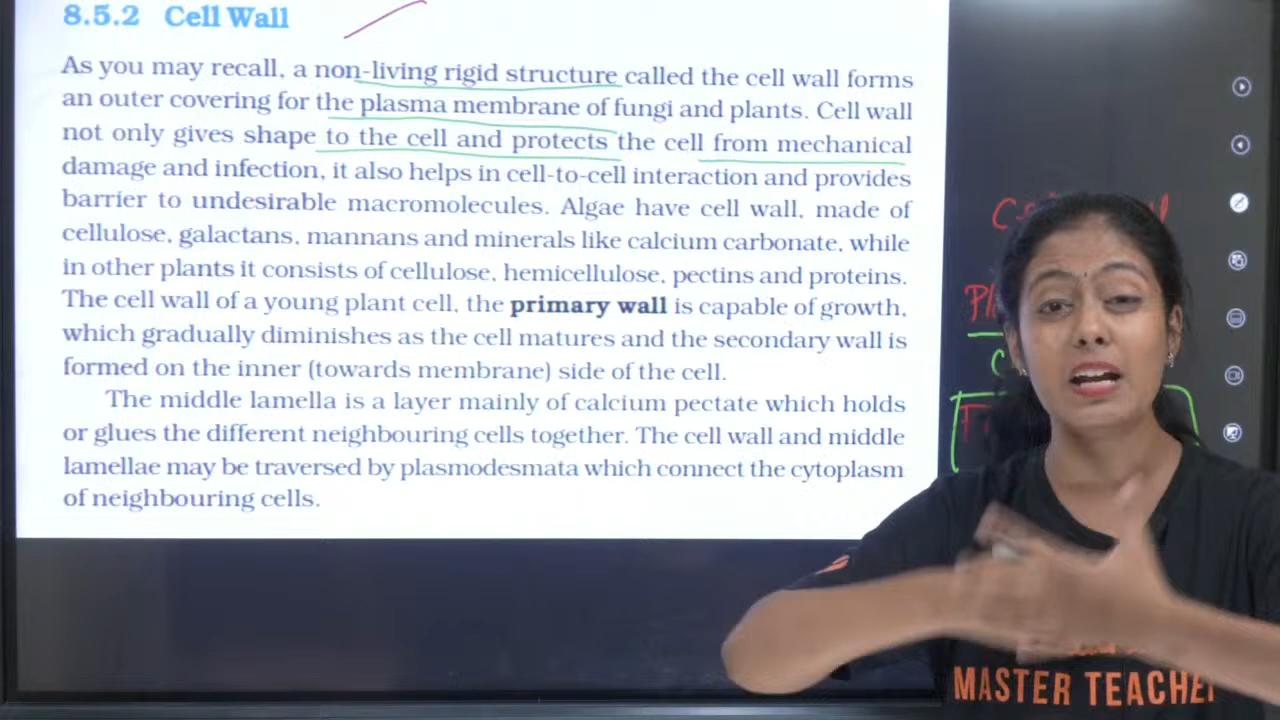 8.5.2 Cell Wall
As you may recall, a non-living rigid structure called the cell wall forms
an outer covering for the plasma membrane of fungi and plants. Cell wall
not only gives shape to the cell and protects the cell from mechanical
damage and infection, it also helps in cell-to-cell interaction and provides
barrier to undesirable macromolecules. Algae have cell wall, made of
cellulose, galactans, mannans and minerals like calcium carbonate, while
in other plants it consists of cellulose, hemicellulose, pectins and proteins.
The cell wall of a young plant cell, the primary wall is capable of growth,
which gradually diminishes as the cell matures and the secondary wall is
formed on the inner (towards membrane) side of the cell.
The middle lamella is a layer mainly of calcium pectate which holds
or glues the different neighbouring cells together. The cell wall and middle
lamellae may be traversed by plasmodesmata which connect the cytoplasm
of neighbouring cells.
MASTER TEACHER